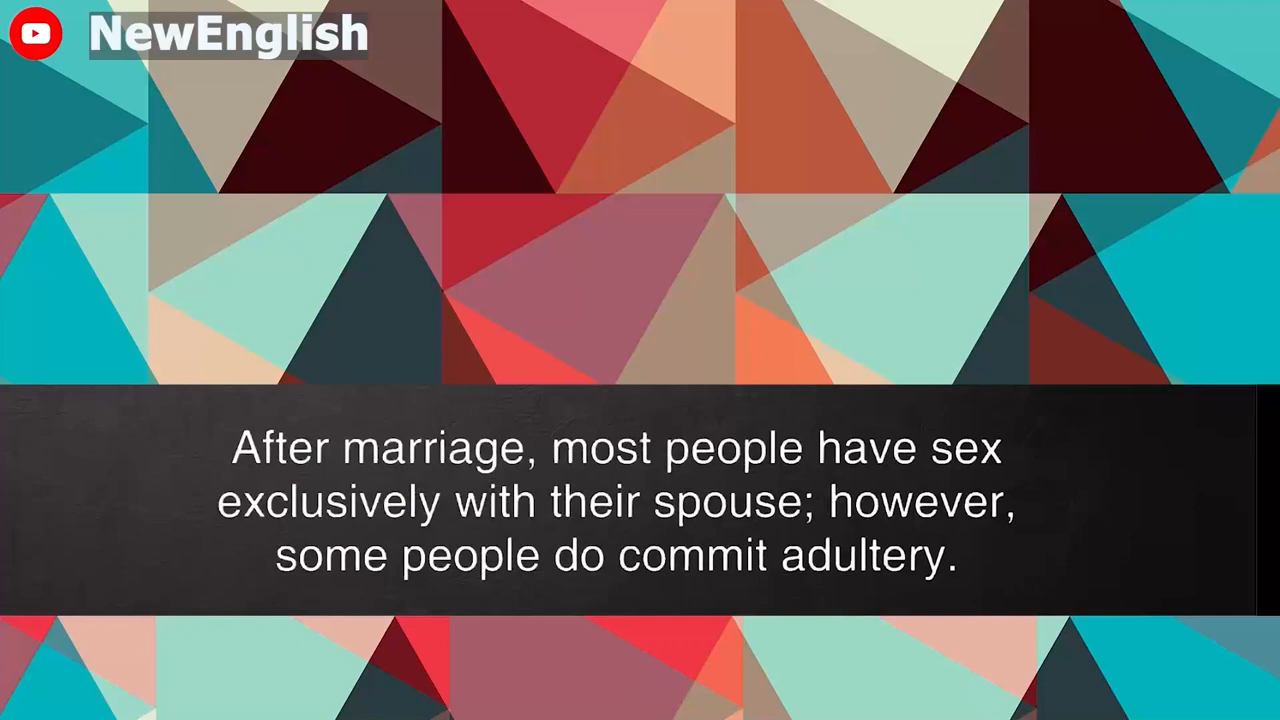 NewEnglish
After marriage, most people have sex
exclusively with their spouse; however,
some people do commit adultery.